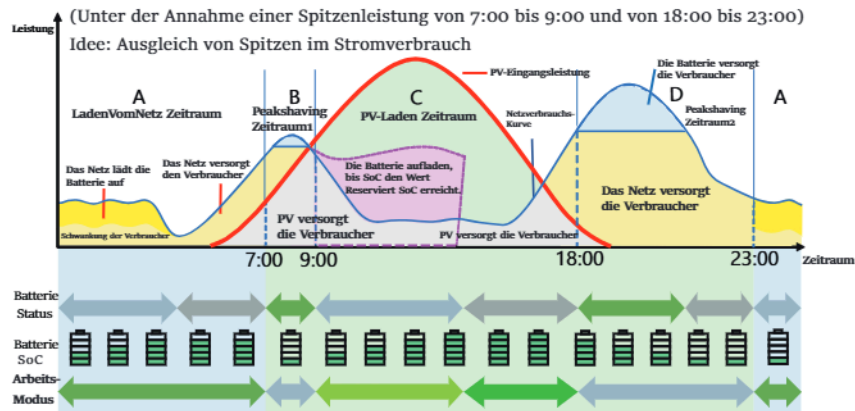 (Unter der Annahme einer Spitzenleistung von 7:00 bis 9:00 und von 18:00 bis 23:00)
Leistung
Idee: Ausgleich von Spitzen im Stromverbrauch
Die Batterie versorgt
die Verbraucher
PV-Eingangsleistung
A
LadenVomNetz Zeitraum
B
Peakshaving
Zeitraum1
C
PV-Laden Zeitraum
Netzverbrauchs-
Kurve
D
Peakshaving
Zeitraum2
A
Das Netz lädt die
Batterie auf
Das Netz versorgt
den Verbraucher
Die Batterie aufladen,
bis SoC den Wert
Reserviert SoC erreicht.
Das Netz versorgt
die Verbraucher
Schwankung der Verbraucher
PV versorgt
die Verbraucher
PV versorgt die Verbraucher
7:00
9:00
18:00
23:00
Zeitraum
Batterie
Status
Batterie
SoC
Arbeits-
Modus